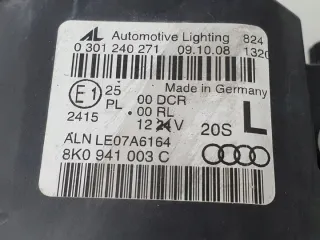 AL Automotive Lighting 824
0 301 240 271 09.10.08 1320
E1 25 Made in Germany
PL 00 DCR
2415 00 RL
12 24 V 20S L
ALN LE07A6164
8K0 941 003 C